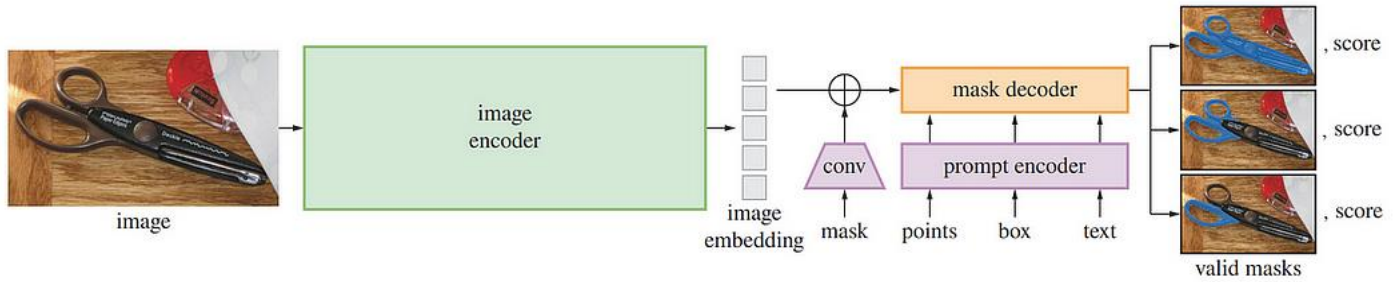 image
image
encoder
image
embedding
conv
mask
mask decoder
prompt encoder
points
box
text
, score
, score
, score
valid masks